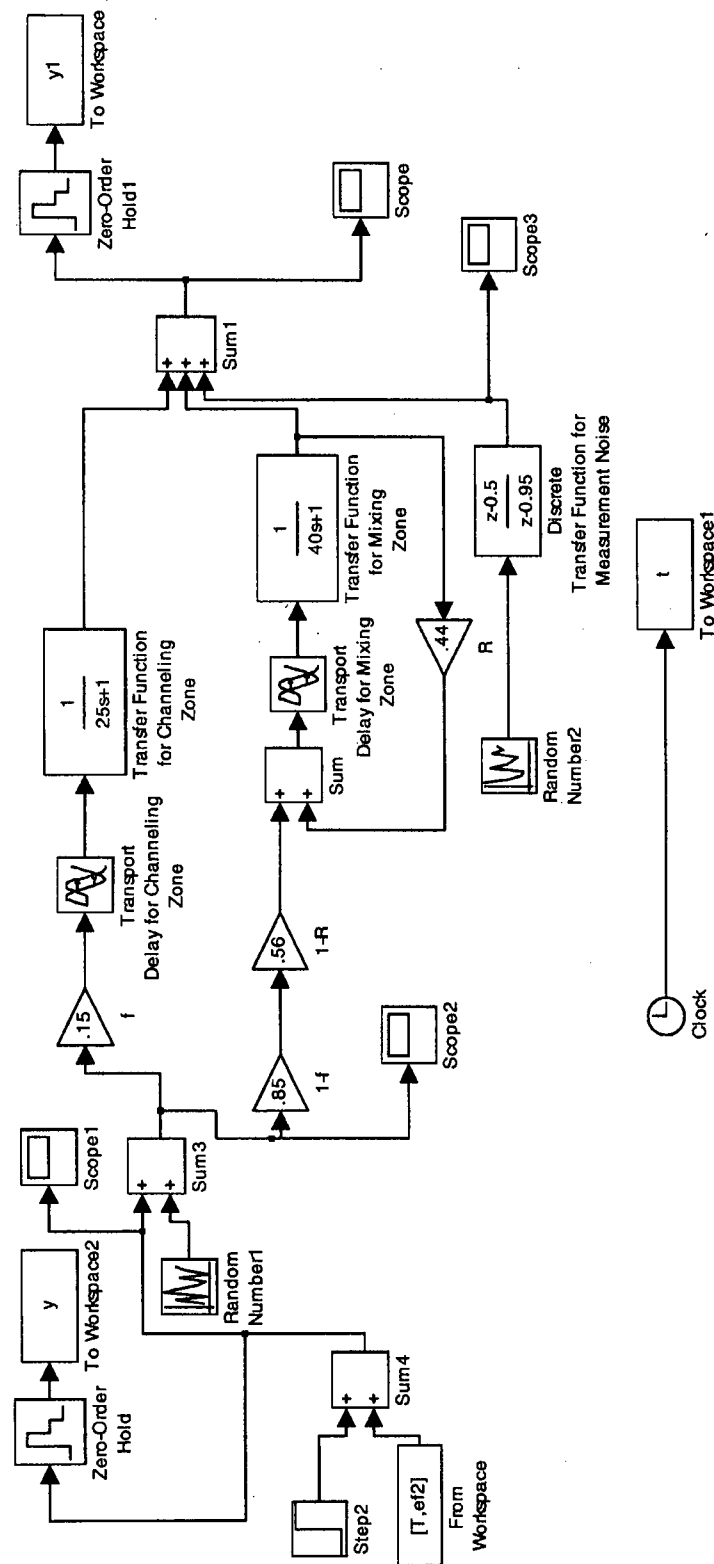 y
To Workspace2
Zero-Order
Hold
Scope1
Step2
[T,ef2]
From
Workspace
+
+
Sum4
Random
Number1
+
+
Sum3
.15
f
Transport
Delay for Channeling
Zone
1
25s+1
Transfer Function
for Channeling
Zone
.85
1-f
.56
1-R
Scope2
+
+
Sum
Transport
Delay for Mixing
Zone
1
40s+1
Transfer Function
for Mixing
Zone
.44
R
Random
Number2
z-0.5
z-0.95
Discrete
Transfer Function for
Measurement Noise
+
+
+
Sum1
Scope3
Scope
Zero-Order
Hold1
y1
To Workspace
Clock
t
To Workspace1